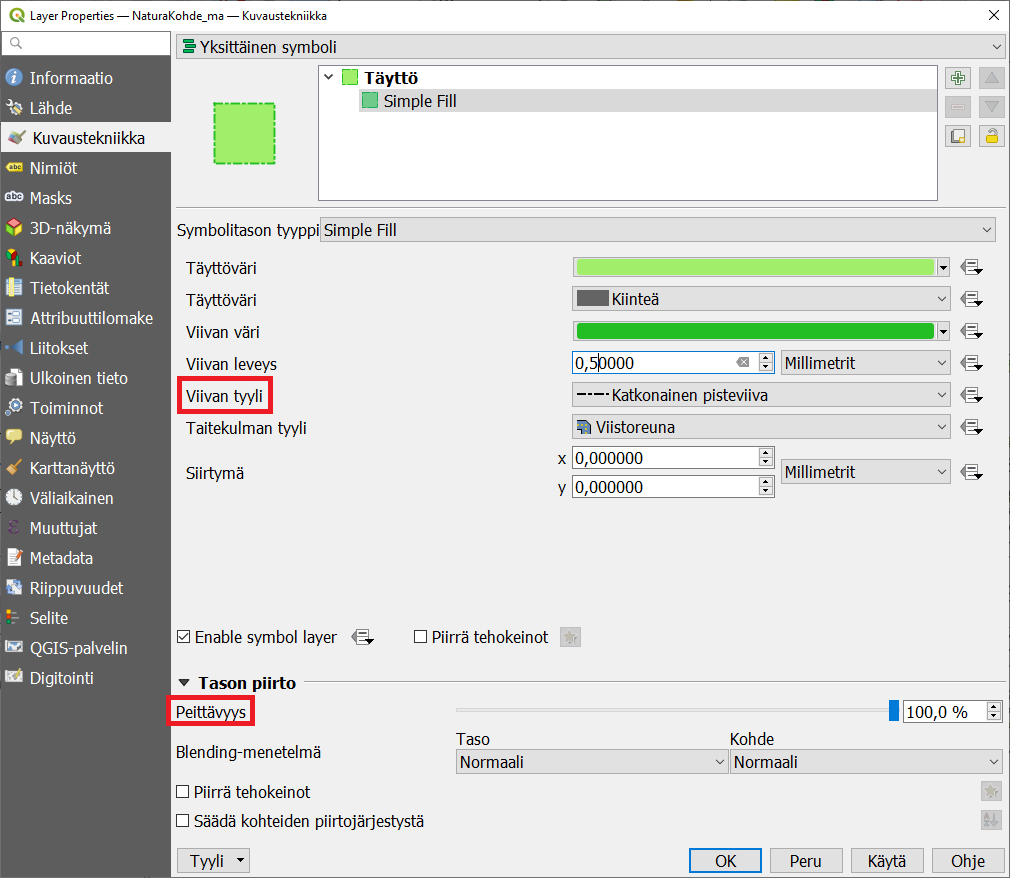 Layer Properties — NaturaKohde_ma — Kuvaustekniikka
Informaatio
Lähde
Kuvaustekniikka
abc Nimiöt
abc Masks
3D-näkymä
Kaaviot
Tietokentät
Attribuuttilomake
Liitokset
Ulkoinen tieto
Toiminnot
Näyttö
Karttanäyttö
Väliaikainen
Muuttujat
Metadata
Riippuvuudet
Selite
QGIS-palvelin
Digitointi
Yksittäinen symboli
Täyttö
Simple Fill
Symbolitason tyyppi Simple Fill
Täyttöväri
Täyttöväri Kiinteä
Viivan väri
Viivan leveys 0,50000 Millimetrit
Viivan tyyli Katkonainen pisteviiva
Taitekulman tyyli Viistoreuna
Siirtymä
x 0,000000 Millimetrit
y 0,000000
Enable symbol layer Piirrä tehokeinot
Tason piirto
Peittävyys 100,0 %
Taso Kohde
Blending-menetelmä Normaali Normaali
Piirrä tehokeinot
Säädä kohteiden piirtojärjestystä
Tyyli OK Peru Käytä Ohje